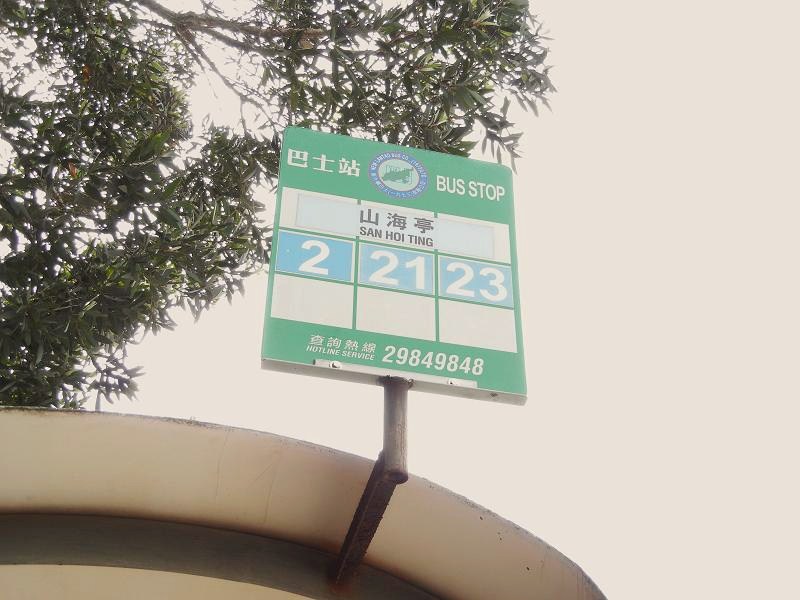 巴士站 BUS STOP
山海亭
SAN HOI TING
2 21 23
查詢熱線
HOTLINE SERVICE 29849848